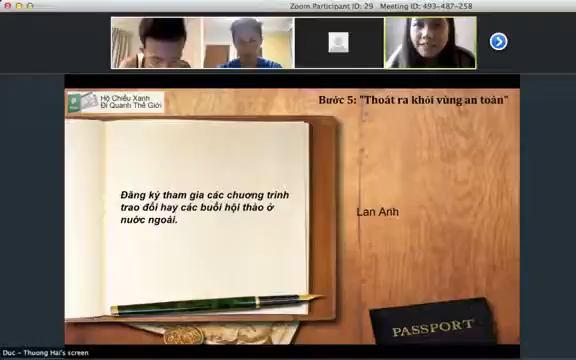 Zoom Participant ID: 29   Meeting ID: 493-487-258
Hộ Chiếu Xanh
Đi Quanh Thế Giới
Bước 5: "Thoát ra khỏi vùng an toàn"
Đăng ký tham gia các chương trình
trao đổi hay các buổi hội thảo ở
nước ngoài.
Lan Anh
PASSPORT
Duc - Thuong Hai's screen